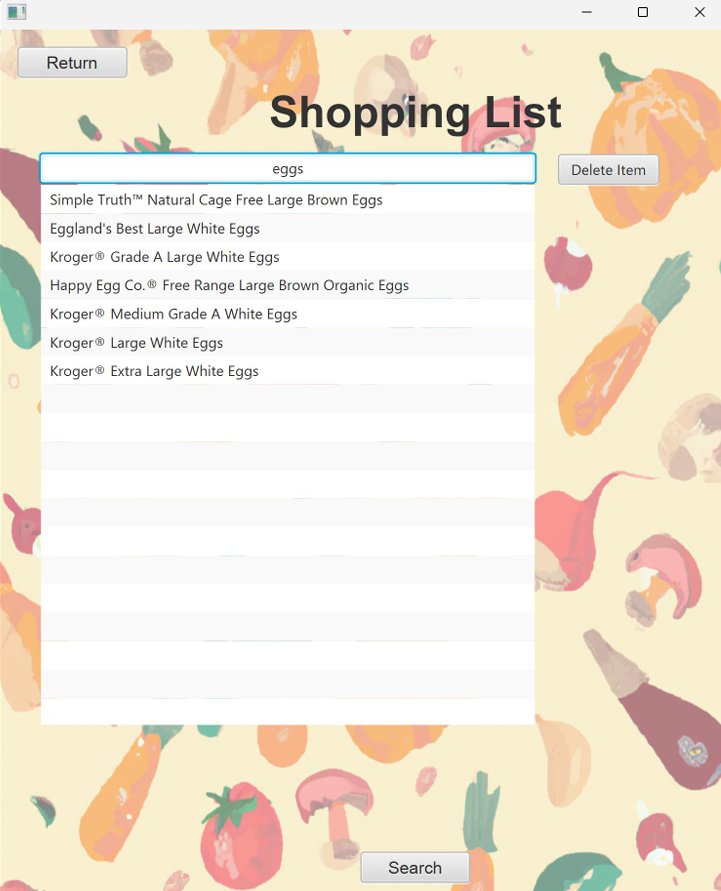 Return
Shopping List
eggs
Delete Item
Simple Truth™ Natural Cage Free Large Brown Eggs
Eggland's Best Large White Eggs
Kroger® Grade A Large White Eggs
Happy Egg Co.® Free Range Large Brown Organic Eggs
Kroger® Medium Grade A White Eggs
Kroger® Large White Eggs
Kroger® Extra Large White Eggs
Search